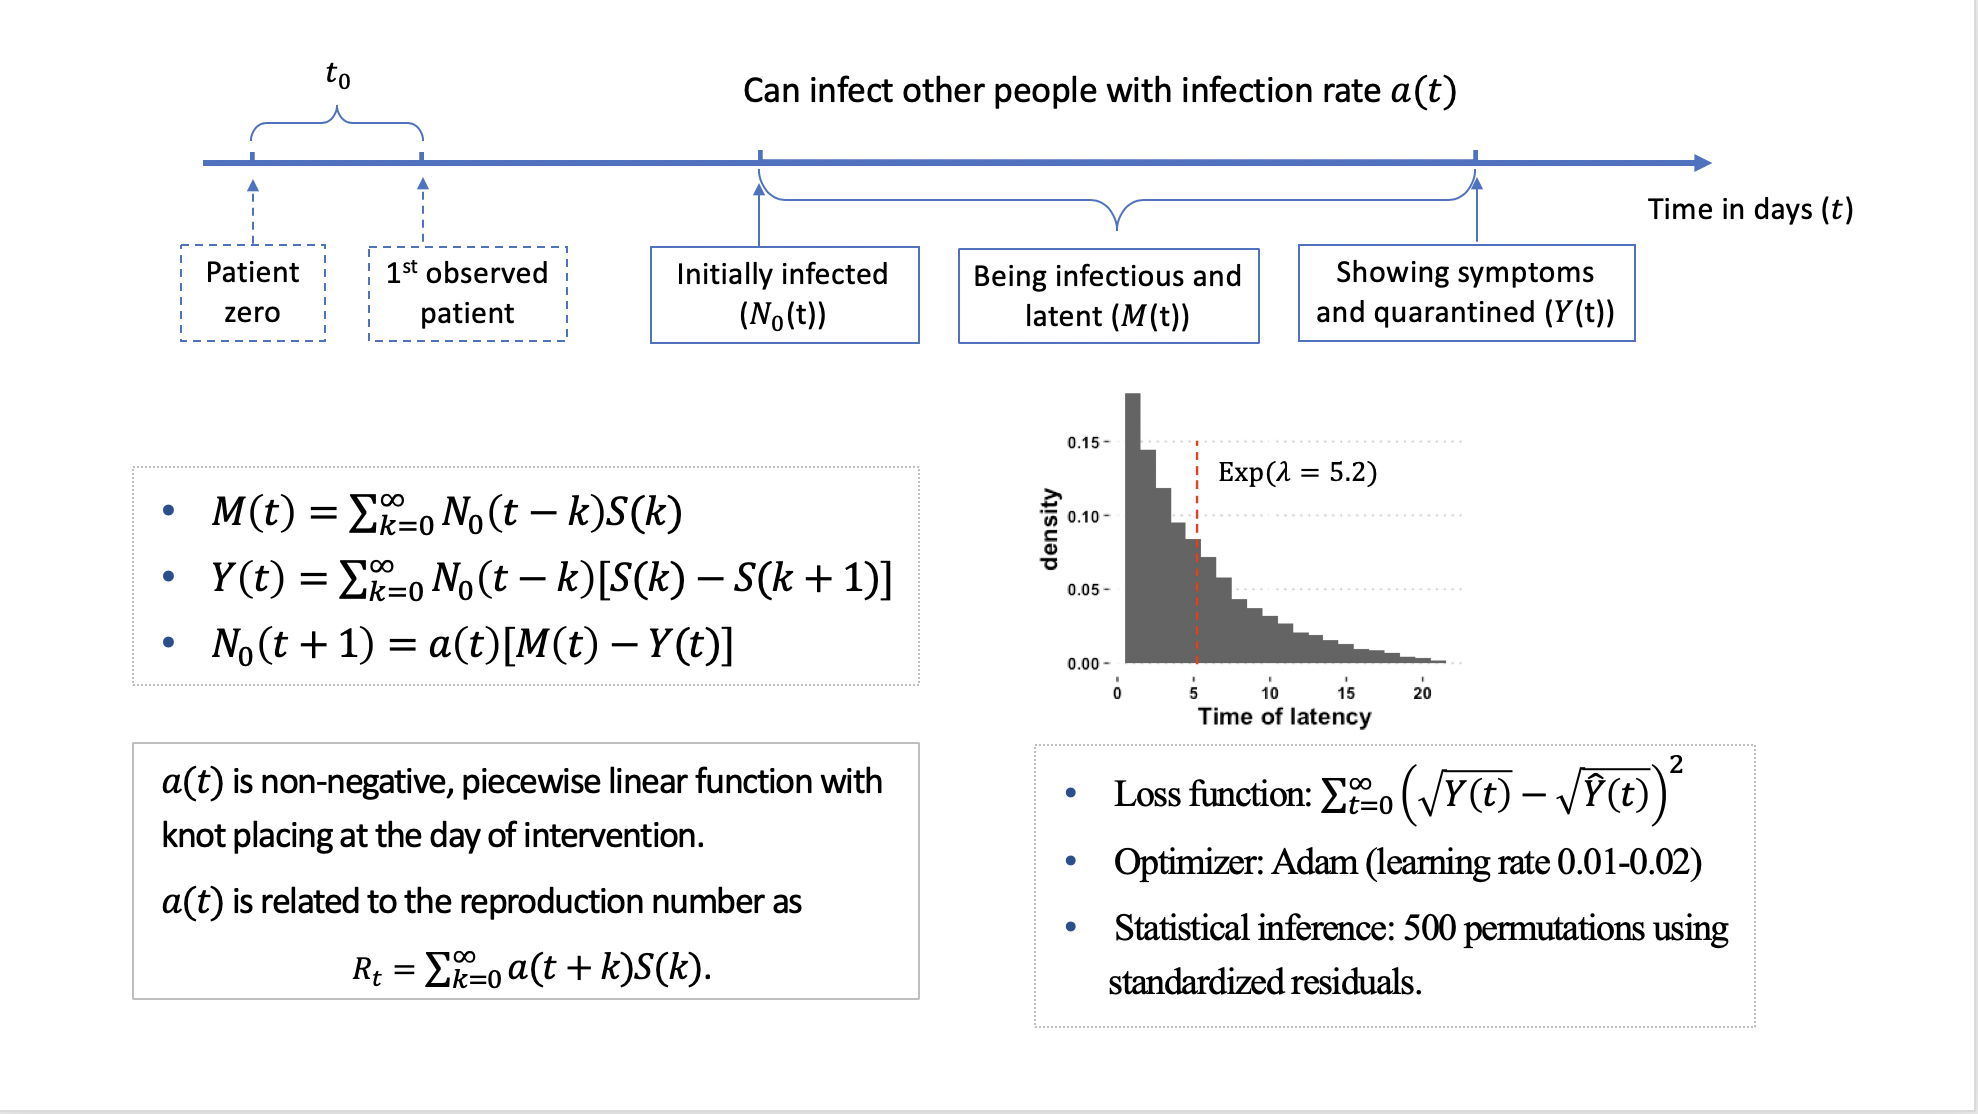 t₀
Can infect other people with infection rate a(t)
Time in days (t)
Patient
zero
1st observed
patient
Initially infected
(N₀(t))
Being infectious and
latent (M(t))
Showing symptoms
and quarantined (Y(t))
• M(t) = ∑_{k=0}^{∞} N₀(t − k)S(k)
• Y(t) = ∑_{k=0}^{∞} N₀(t − k)[S(k) − S(k + 1)]
• N₀(t + 1) = a(t)[M(t) − Y(t)]
0.15
0.10
0.05
0.00
density
Exp(λ = 5.2)
0 5 10 15 20
Time of latency
a(t) is non-negative, piecewise linear function with
knot placing at the day of intervention.
a(t) is related to the reproduction number as
R_t = ∑_{k=0}^{∞} a(t + k)S(k).
• Loss function: ∑_{t=0}^{∞} (√Y(t) − √Ŷ(t))²
• Optimizer: Adam (learning rate 0.01-0.02)
• Statistical inference: 500 permutations using
standardized residuals.